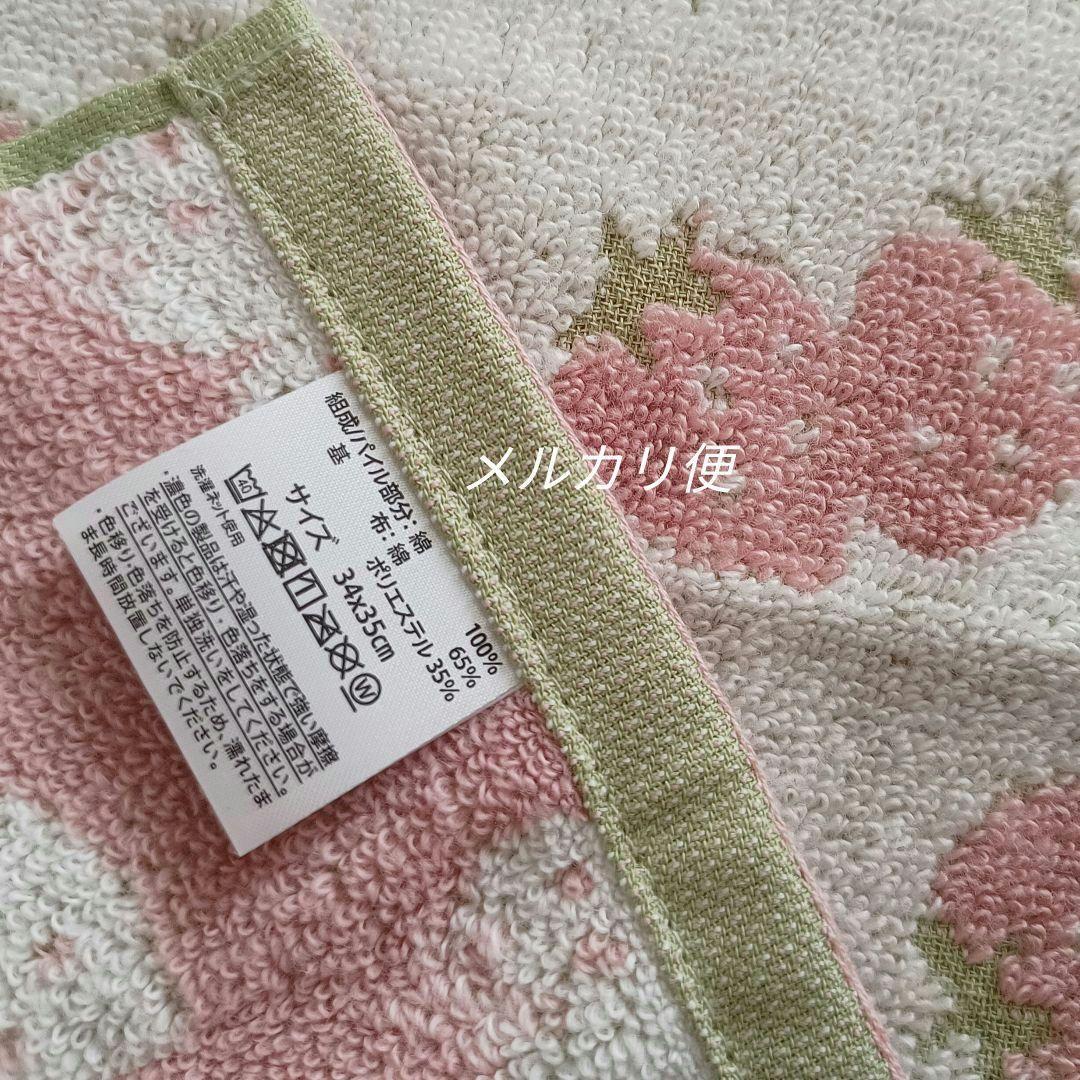 組成/パイル部分:綿 100%
基 布:綿 65%
ポリエステル 35%
サイズ 34x35cm
40
W
洗濯ネット使用
・濃色の製品は汗や湿った状態で強い摩擦
を受けると色移り・色落ちをする場合が
ございます。単独洗いをしてください。
・色移り・色落ちを防止するため、濡れたま
ま長時間放置しないでください。
メルカリ便